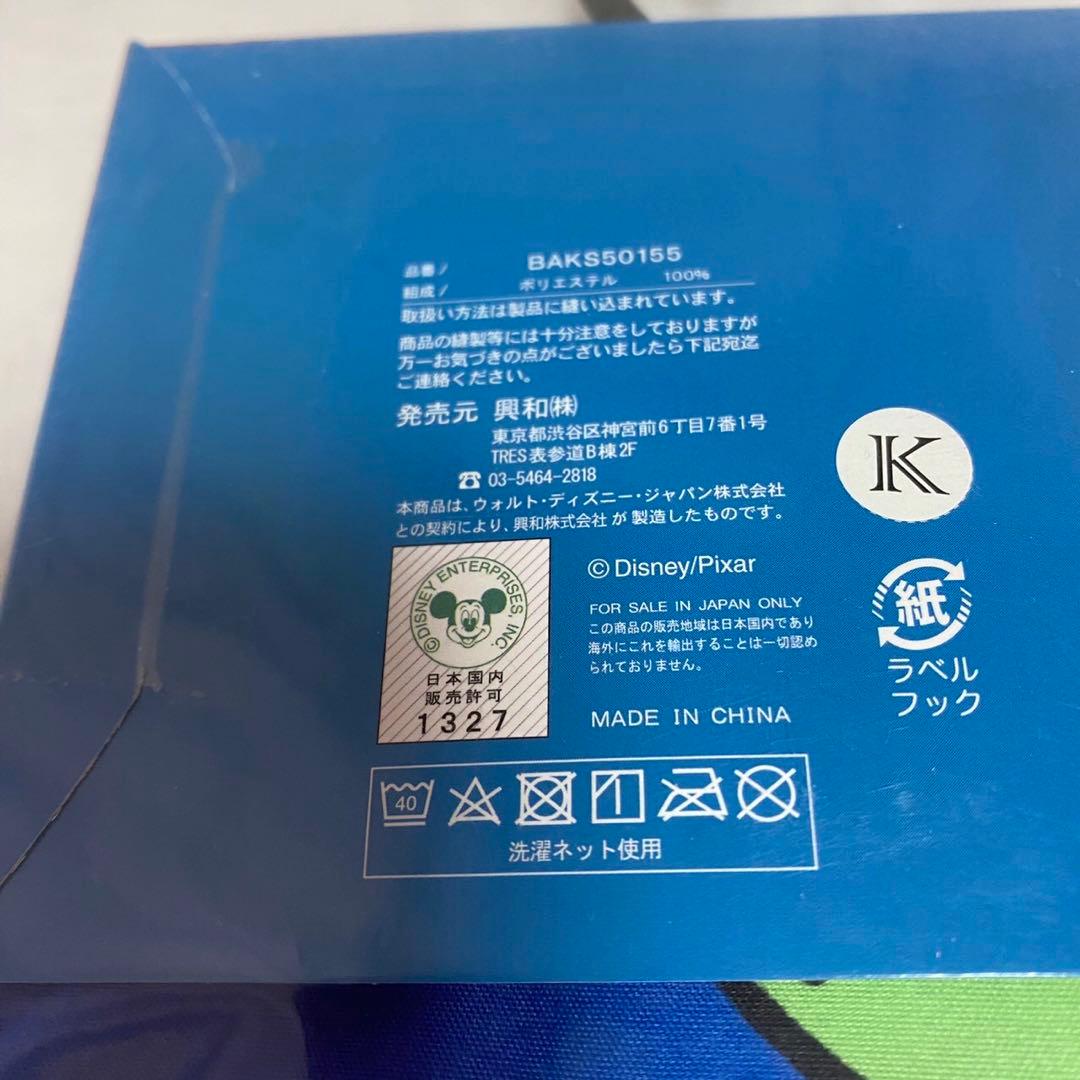 品番/ BAKS50155
組成/ ポリエステル 100%
取扱い方法は製品に縫い込まれています。
商品の縫製等には十分注意をしておりますが
万一お気づきの点がございましたら下記宛迄
ご連絡ください。
発売元 興和㈱
東京都渋谷区神宮前6丁目7番1号
TRES表参道B棟2F
☎ 03-5464-2818
本商品は、ウォルト・ディズニー・ジャパン株式会社
との契約により、興和株式会社 が 製造したものです。
K
©DISNEY ENTERPRISES, INC.
日本国内
販売許可
1327
© Disney/Pixar
FOR SALE IN JAPAN ONLY
この商品の販売地域は日本国内であり
海外にこれを輸出することは一切認め
られておりません。
MADE IN CHINA
紙
ラベル
フック
40
洗濯ネット使用